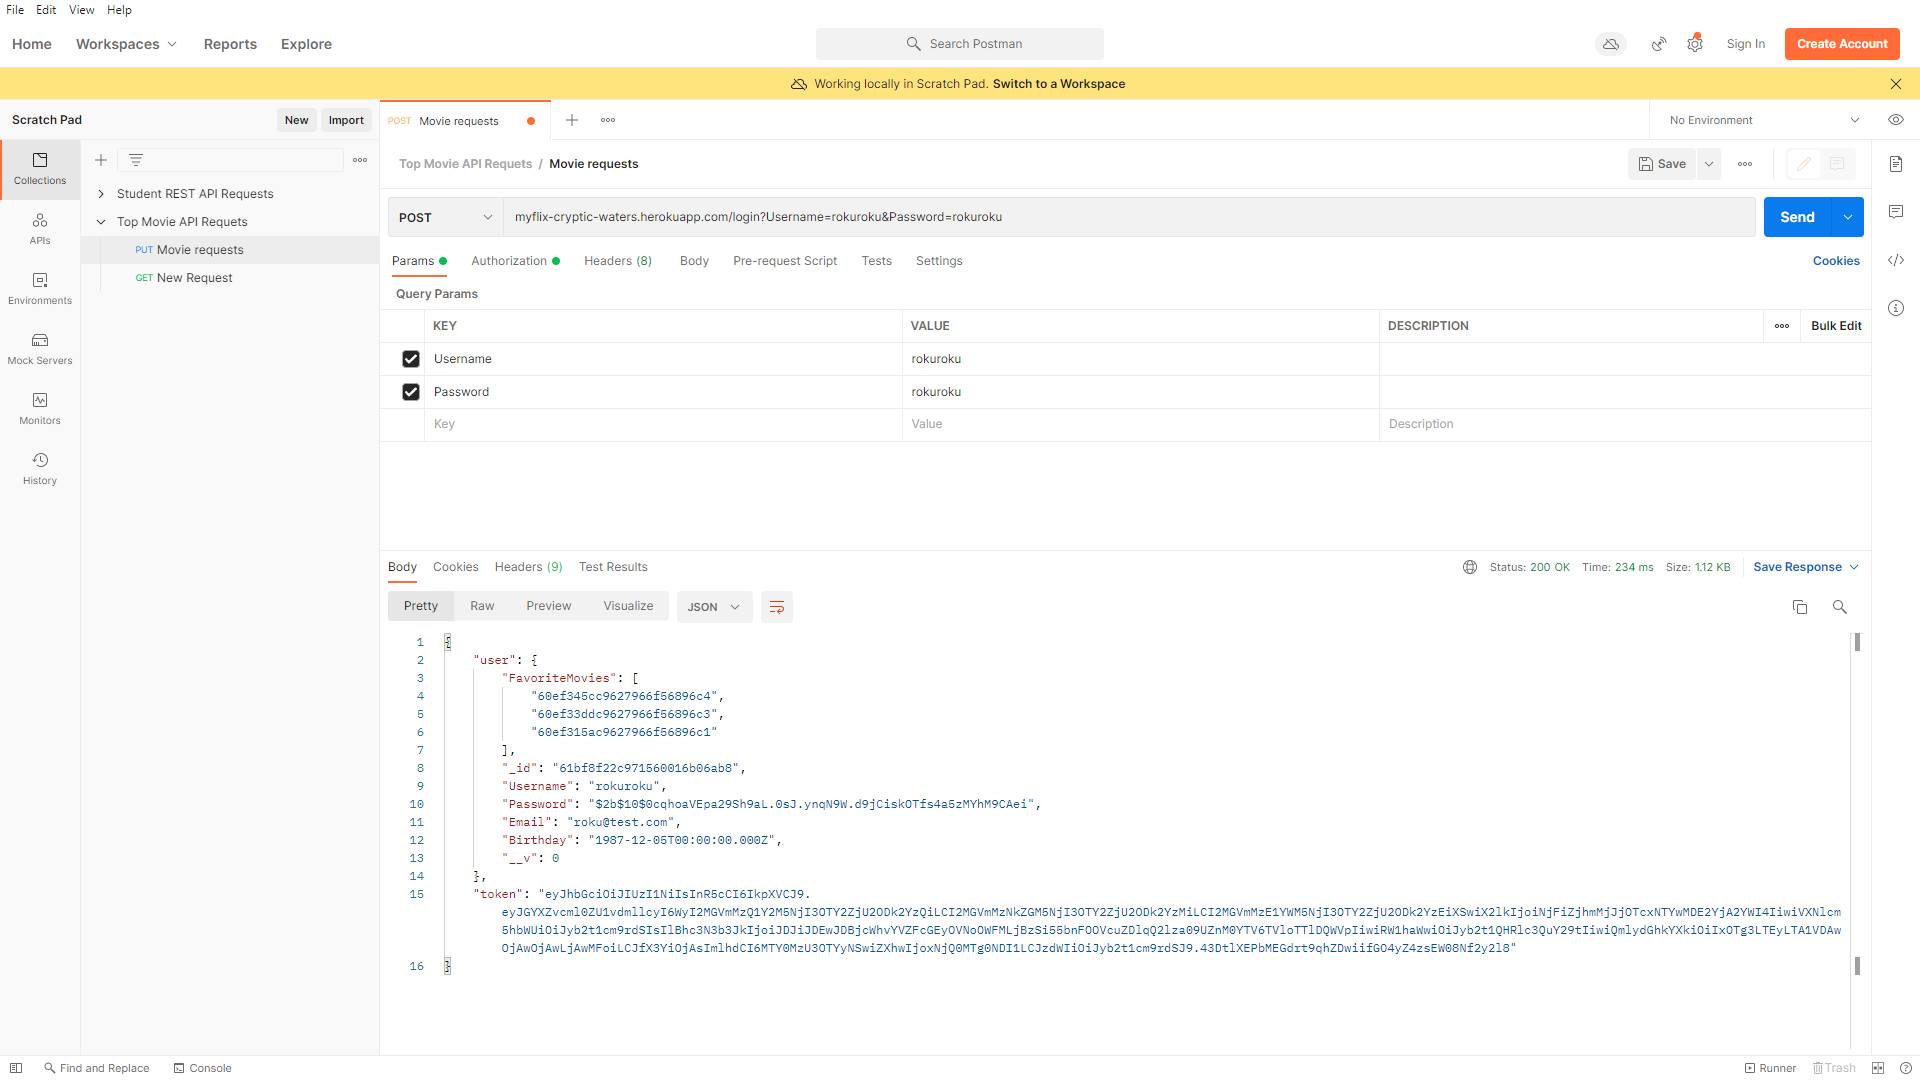 File Edit View Help
Home Workspaces Reports Explore Search Postman Sign In Create Account
Working locally in Scratch Pad. Switch to a Workspace
Scratch Pad New Import POST Movie requests No Environment
Collections
APIs
Environments
Mock Servers
Monitors
History
Student REST API Requests
Top Movie API Requets
PUT Movie requests
GET New Request
Top Movie API Requets / Movie requests Save
POST myflix-cryptic-waters.herokuapp.com/login?Username=rokuroku&Password=rokuroku Send
Params Authorization Headers (8) Body Pre-request Script Tests Settings Cookies
Query Params
KEY VALUE DESCRIPTION Bulk Edit
Username rokuroku
Password rokuroku
Key Value Description
Body Cookies Headers (9) Test Results Status: 200 OK Time: 234 ms Size: 1.12 KB Save Response
Pretty Raw Preview Visualize JSON
1 {
2 "user": {
3 "FavoriteMovies": [
4 "60ef345cc9627966f56896c4",
5 "60ef33ddc9627966f56896c3",
6 "60ef315ac9627966f56896c1"
7 ],
8 "_id": "61bf8f22c971560016b06ab8",
9 "Username": "rokuroku",
10 "Password": "$2b$10$0cqhoaVEpa29Sh9aL.0sJ.ynqN9W.d9jCiskOTfs4a5zMYhM9CAei",
11 "Email": "roku@test.com",
12 "Birthday": "1987-12-05T00:00:00.000Z",
13 "__v": 0
14 },
15 "token": "eyJhbGciOiJIUzI1NiIsInR5cCI6IkpXVCJ9.
16 }
Find and Replace Console Runner Trash